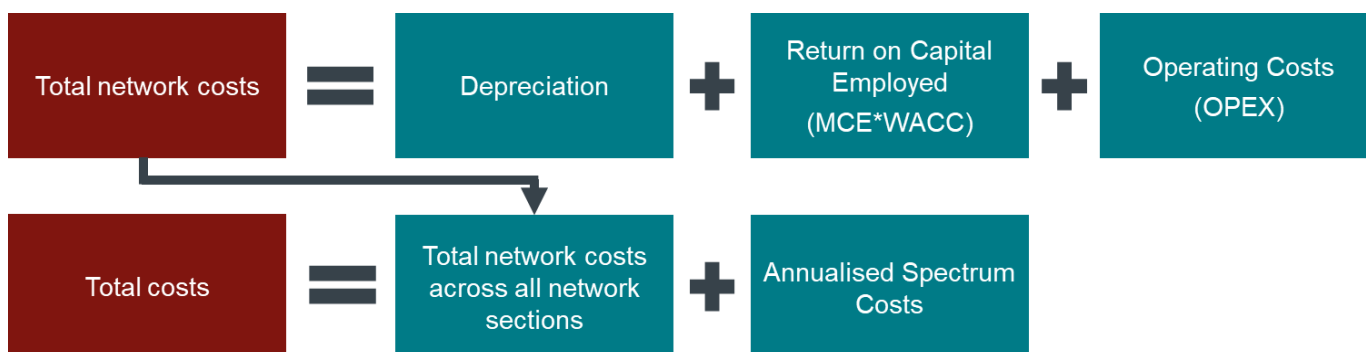 Total network costs
=
Depreciation
+
Return on Capital
Employed
(MCE*WACC)
+
Operating Costs
(OPEX)
Total costs
=
Total network costs
across all network
sections
+
Annualised Spectrum
Costs